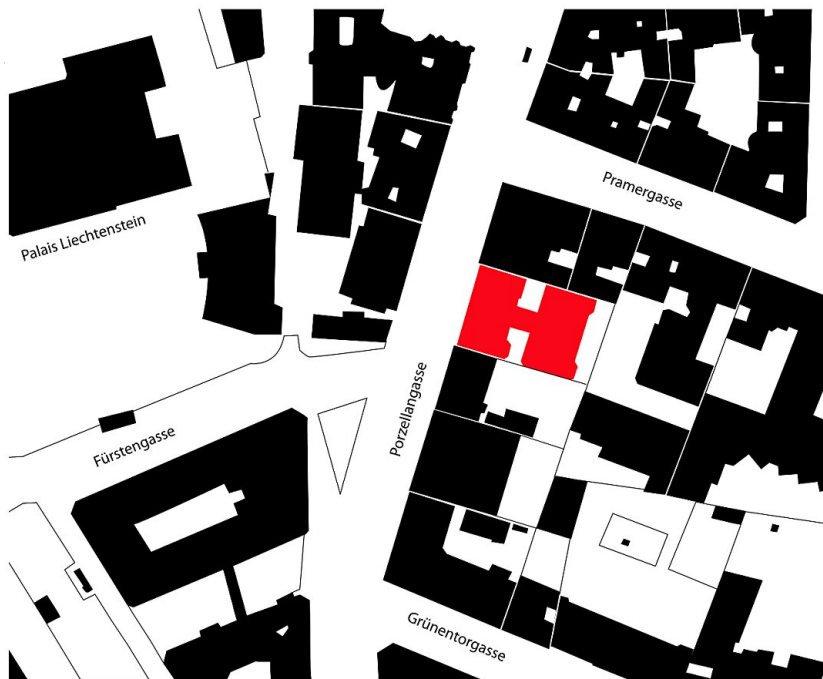 Pramergasse
Palais Liechtenstein
Porzellangasse
Fürstengasse
Grünentorgasse